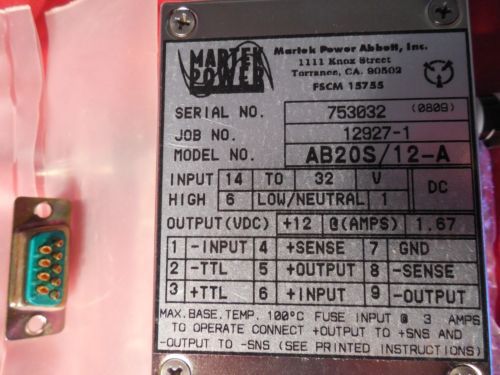 MARTEK POWER
Martek Power Abbott, Inc.
1111 Knox Street
Torrance, CA. 90502
FSCM 15755
SERIAL NO. 753032 (0809)
JOB NO. 12927-1
MODEL NO. AB20S/12-A
INPUT 14 TO 32 V DC
HIGH 6 LOW/NEUTRAL 1
OUTPUT(VDC) +12 @(AMPS) 1.67
1 -INPUT 4 +SENSE 7 GND
2 -TTL 5 +OUTPUT 8 -SENSE
3 +TTL 6 +INPUT 9 -OUTPUT
MAX. BASE. TEMP. 100°C FUSE INPUT @ 3 AMPS
TO OPERATE CONNECT +OUTPUT TO +SNS AND
-OUTPUT TO -SNS (SEE PRINTED INSTRUCTIONS)